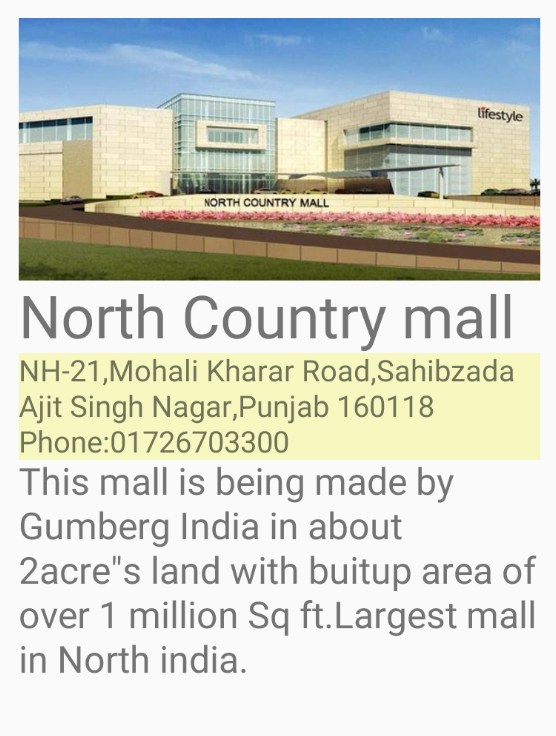 lifestyle
NORTH COUNTRY MALL
North Country mall
NH-21,Mohali Kharar Road,Sahibzada
Ajit Singh Nagar,Punjab 160118
Phone:01726703300
This mall is being made by
Gumberg India in about
2acre"s land with buitup area of
over 1 million Sq ft.Largest mall
in North india.